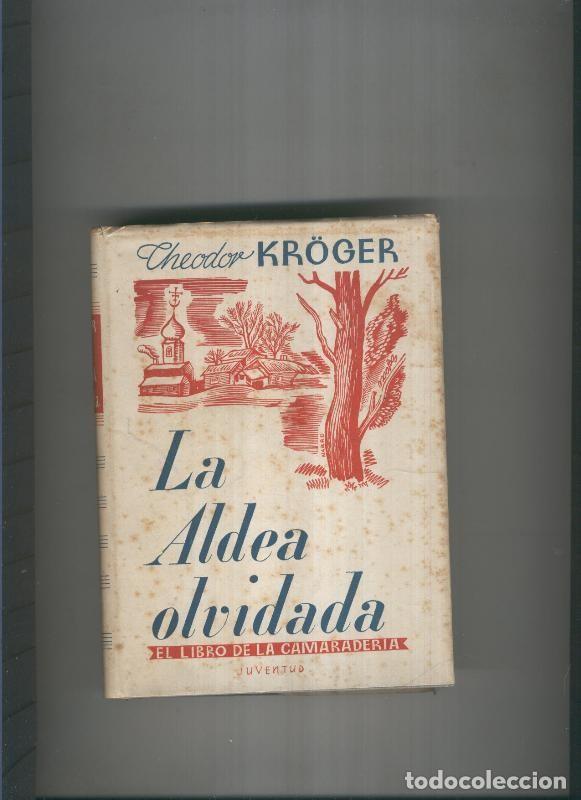 Theodor KRÖGER
La
Aldea
olvidada
EL LIBRO DE LA CAMARADERIA
JUVENTUD
todocoleccion